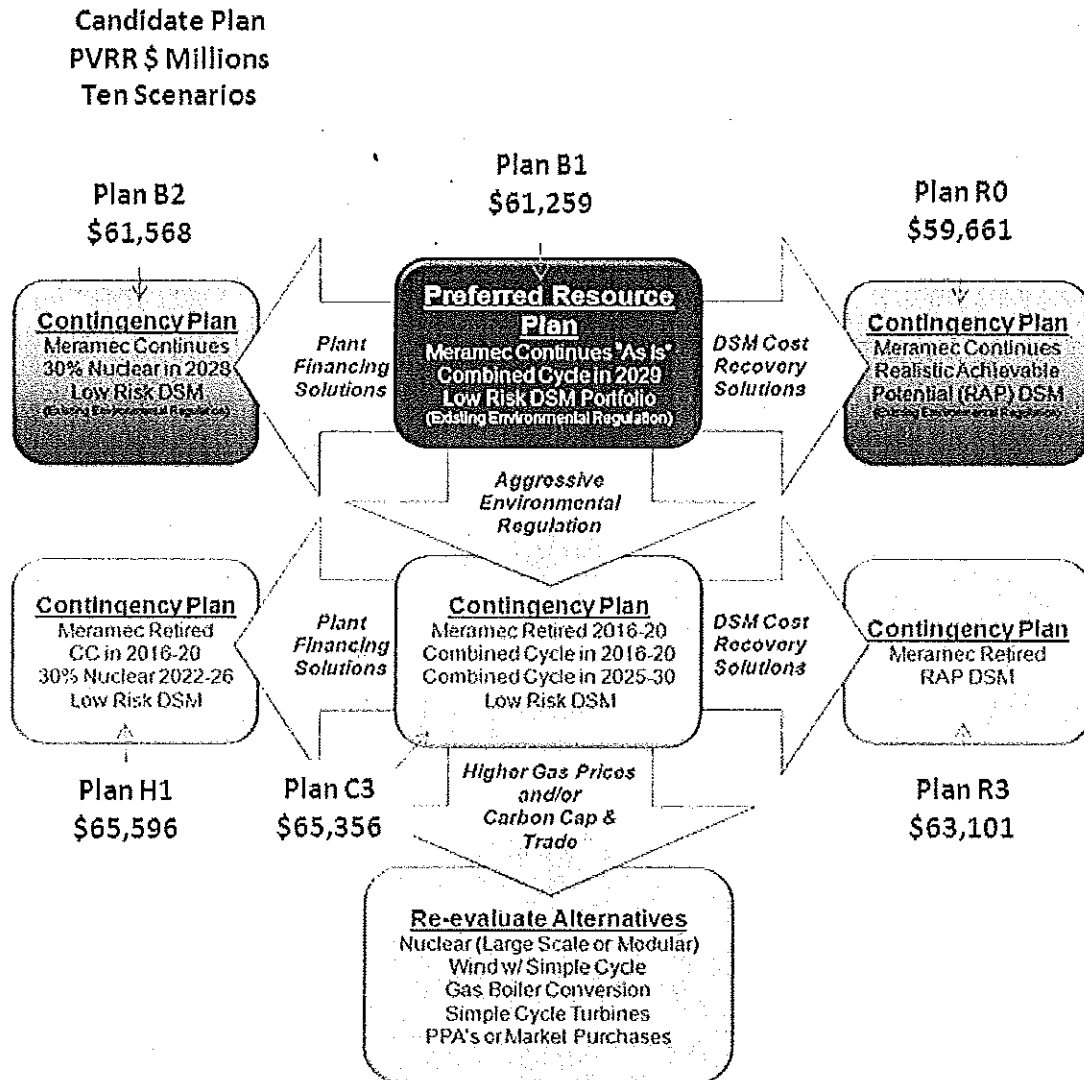 Candidate Plan
PVRR $ Millions
Ten Scenarios
Plan B1
$61,259
Plan B2
$61,568
Plan R0
$59,661
Contingency Plan
Meramec Continues
30% Nuclear in 2028
Low Risk DSM
(Existing Environmental Regulation)
Plant
Financing
Solutions
Preferred Resource
Plan
Meramec Continues "As Is"
Combined Cycle in 2029
Low Risk DSM Portfolio
(Existing Environmental Regulation)
DSM Cost
Recovery
Solutions
Contingency Plan
Meramec Continues
Realistic Achievable
Potential (RAP) DSM
(Existing Environmental Regulation)
Aggressive
Environmental
Regulation
Contingency Plan
Meramec Retired
CC in 2016-20
30% Nuclear 2022-26
Low Risk DSM
Plant
Financing
Solutions
Contingency Plan
Meramec Retired 2016-20
Combined Cycle in 2016-20
Combined Cycle in 2025-30
Low Risk DSM
DSM Cost
Recovery
Solutions
Contingency Plan
Meramec Retired
RAP DSM
Plan H1
$65,596
Plan C3
$65,356
Higher Gas Prices
and/or
Carbon Cap &
Trade
Plan R3
$63,101
Re-evaluate Alternatives
Nuclear (Large Scale or Modular)
Wind w/ Simple Cycle
Gas Boiler Conversion
Simple Cycle Turbines
PPA's or Market Purchases